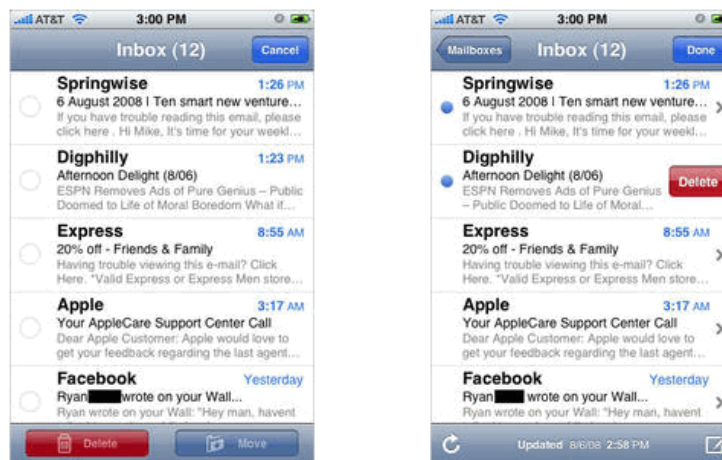 AT&T 3:00 PM
Inbox (12) Cancel
Springwise 1:26 PM
6 August 2008 | Ten smart new venture...
If you have trouble reading this email, please
click here . Hi Mike, It's time for your weekl...
Digphilly 1:23 PM
Afternoon Delight (8/06)
ESPN Removes Ads of Pure Genius – Public
Doomed to Life of Moral Boredom What if...
Express 8:55 AM
20% off - Friends & Family
Having trouble viewing this e-mail? Click
Here. *Valid Express or Express Men store...
Apple 3:17 AM
Your AppleCare Support Center Call
Dear Apple Customer: Apple would love to
get your feedback regarding the last agent...
Facebook Yesterday
Ryan wrote on your Wall...
Ryan wrote on your Wall: "Hey man, havent
Delete Move
AT&T 3:00 PM
Mailboxes Inbox (12) Done
Springwise 1:26 PM
6 August 2008 | Ten smart new venture...
If you have trouble reading this email, please
click here . Hi Mike, It's time for your weekl...
Digphilly
Afternoon Delight (8/06)
ESPN Removes Ads of Pure Genius
– Public Doomed to Life of Moral...
Delete
Express 8:55 AM
20% off - Friends & Family
Having trouble viewing this e-mail? Click
Here. *Valid Express or Express Men store...
Apple 3:17 AM
Your AppleCare Support Center Call
Dear Apple Customer: Apple would love to
get your feedback regarding the last agent...
Facebook Yesterday
Ryan wrote on your Wall...
Ryan wrote on your Wall: "Hey man, havent
Updated 8/6/08 2:58 PM